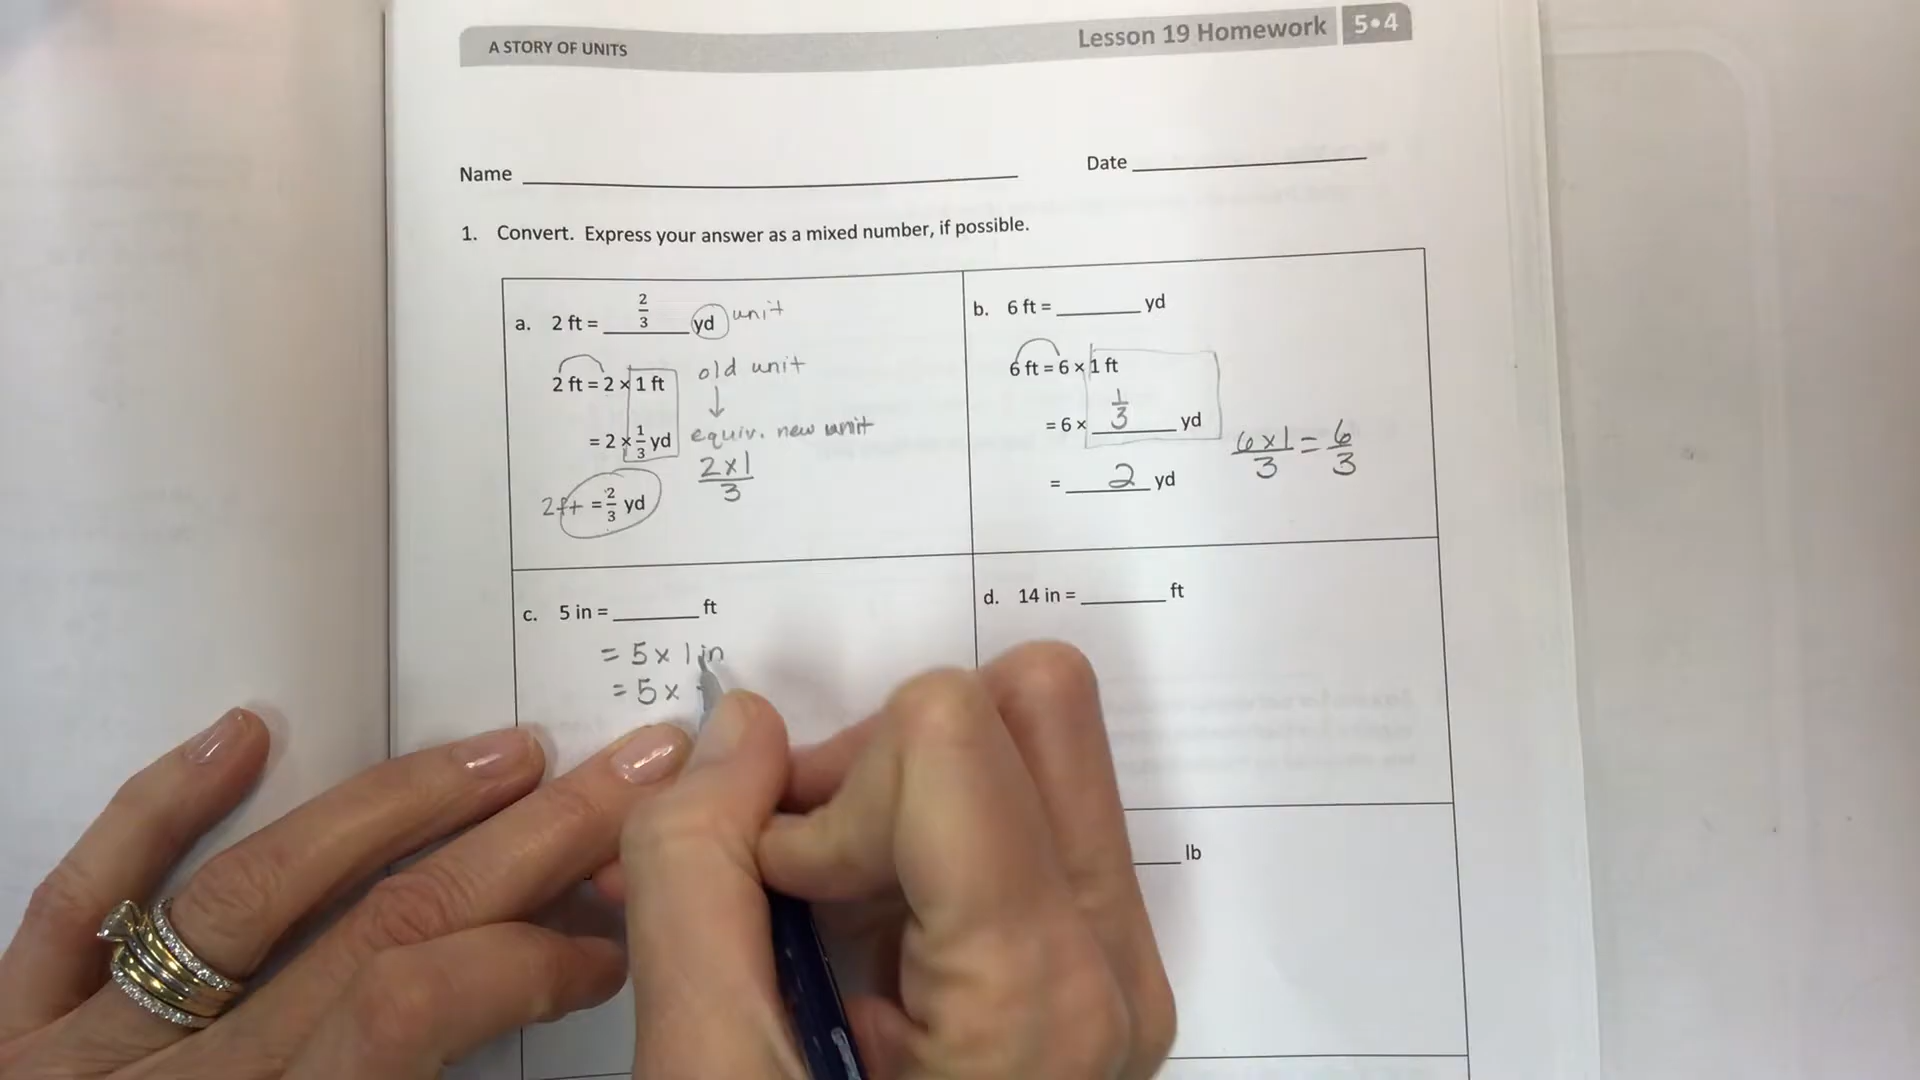 A STORY OF UNITS
Lesson 19 Homework 5•4
Name
Date
1. Convert. Express your answer as a mixed number, if possible.
a. 2 ft = 2/3 yd unit
2 ft = 2 × 1 ft
old unit
↓
= 2 × 1/3 yd
equiv. new unit
2×1/3
2ft = 2/3 yd
b. 6 ft = ________ yd
6 ft = 6 × 1 ft
= 6 × 1/3 yd
6×1/3 = 6/3
= 2 yd
c. 5 in = ________ ft
= 5 × 1 in
= 5 ×
d. 14 in = ________ ft
lb